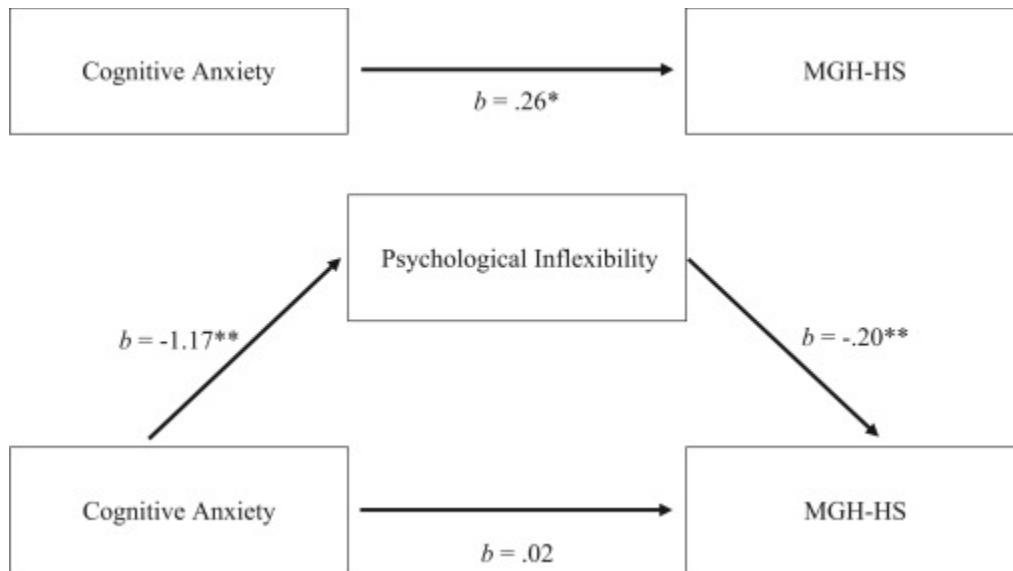 Cognitive Anxiety
MGH-HS
b = .26*
Psychological Inflexibility
b = -1.17**
b = -.20**
Cognitive Anxiety
MGH-HS
b = .02